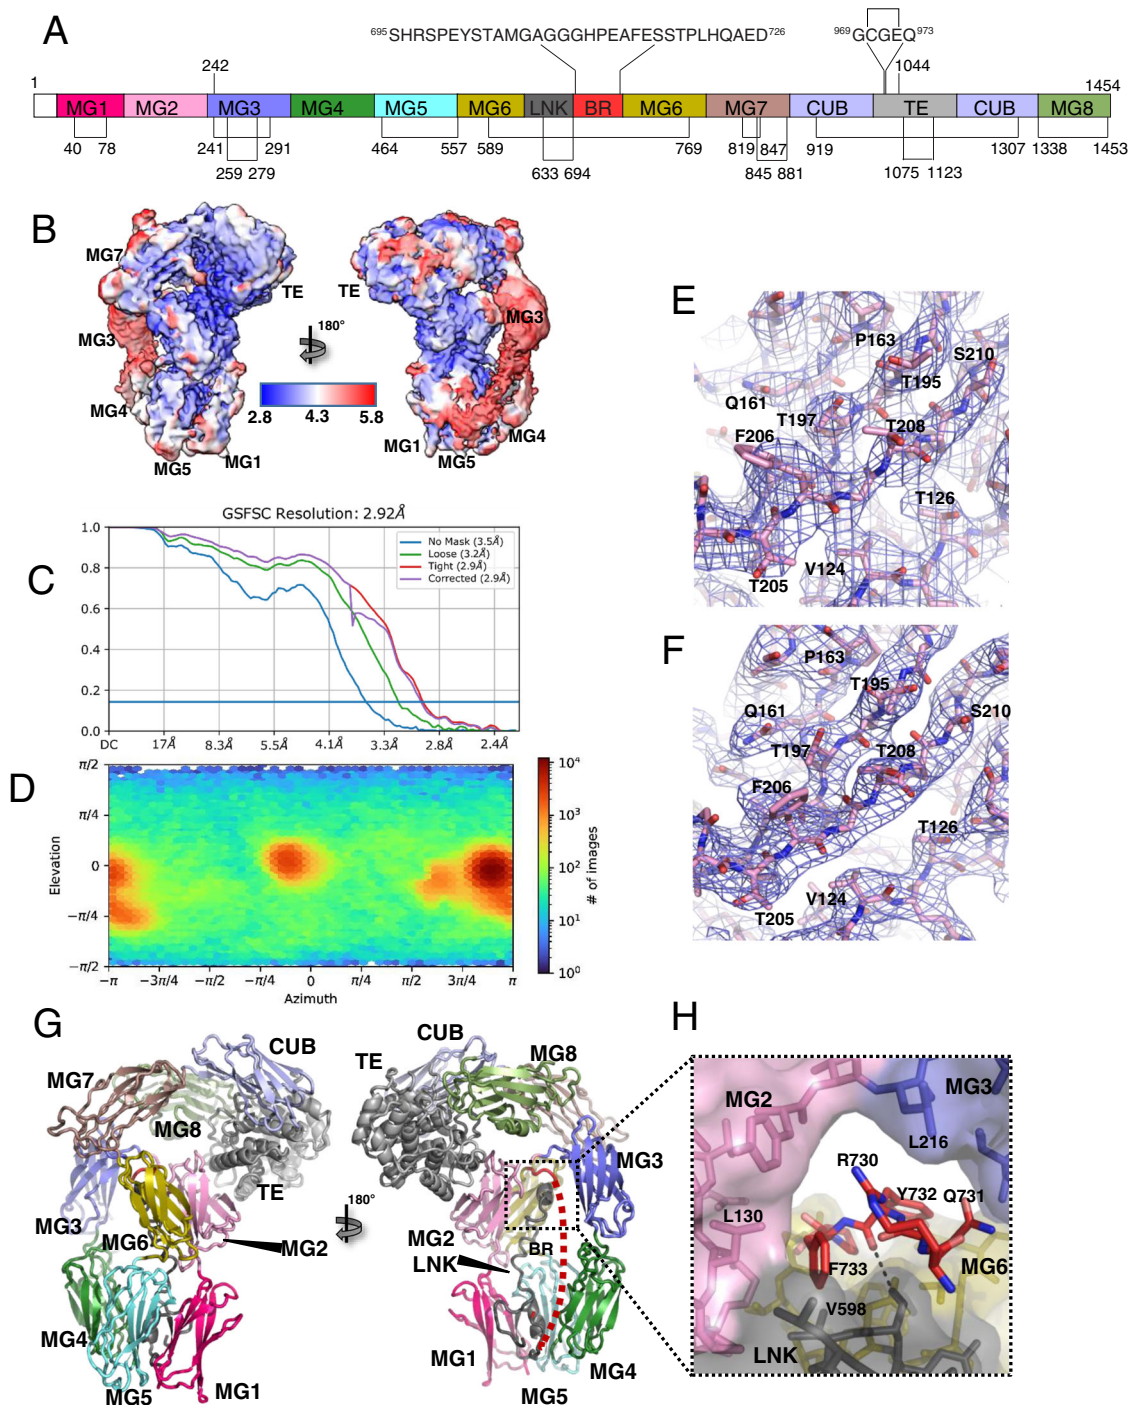 A
695SHRSPEYSTAMGAGGGHPEAFESSTPLHQAED726
969GCGEQ973
1
242
1044
1454
MG1 MG2 MG3 MG4 MG5 MG6 LNK BR MG6 MG7 CUB TE CUB MG8
40 78 241 291 464 557 589 769 819 847 919 1307 1338 1453
259 279 633 694 845 881 1075 1123
B
MG7
TE
MG3
MG4
MG5
MG1
180°
2.8 4.3 5.8
TE
MG3
MG4
MG1
MG5
C
GSFSC Resolution: 2.92Å
No Mask (3.5Å)
Loose (3.2Å)
Tight (2.9Å)
Corrected (2.9Å)
1.0
0.8
0.6
0.4
0.2
0.0
DC 17Å 8.3Å 5.5Å 4.1Å 3.3Å 2.8Å 2.4Å
D
π/2
π/4
0
−π/4
−π/2
Elevation
−π −3π/4 −π/2 −π/4 0 π/4 π/2 3π/4 π
Azimuth
10⁴
10³
10²
10¹
10⁰
# of images
E
P163
S210
T195
Q161
T197
T208
F206
T126
V124
T205
F
P163
T195
Q161
S210
T197
T208
F206
T126
V124
T205
G
CUB
MG7
MG8
TE
MG3
MG6
MG2
MG4
MG5
MG1
180°
CUB
TE
MG8
MG3
MG2
BR
LNK
MG1
MG4
MG5
H
MG2
MG3
L216
R730
Y732
Q731
L130
MG6
F733
V598
LNK